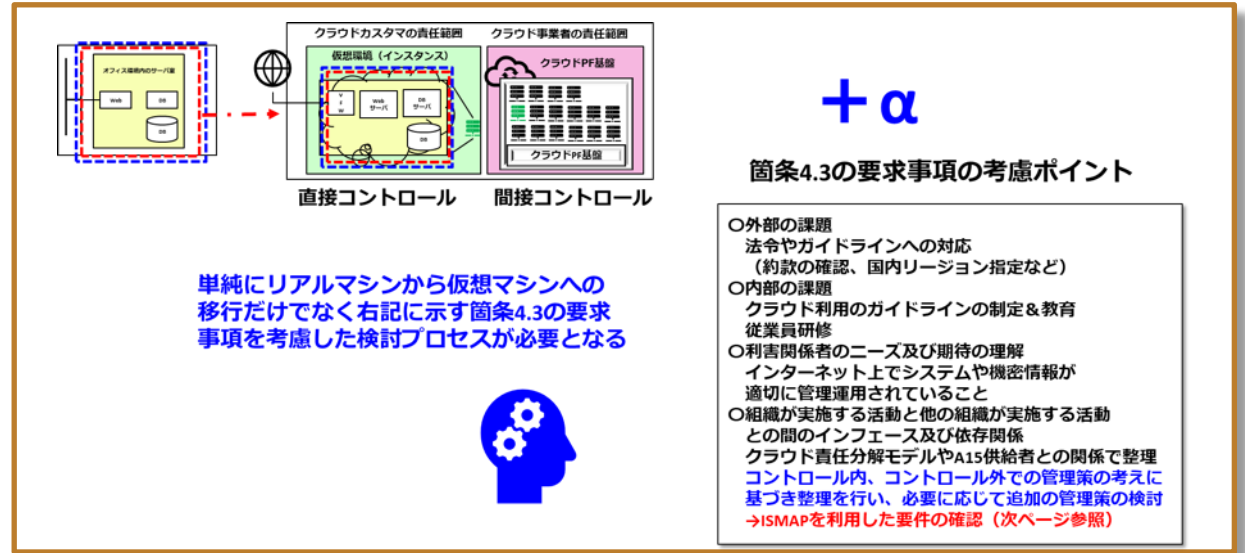 オフィス環境内のサーバ室
Web
DB
DB
クラウドカスタマの責任範囲
クラウド事業者の責任範囲
仮想環境（インスタンス）
クラウドPF基盤
V
F
W
Web
サーバ
DB
サーバ
DB
クラウドPF基盤
直接コントロール
間接コントロール
単純にリアルマシンから仮想マシンへの
移行だけでなく右記に示す箇条4.3の要求
事項を考慮した検討プロセスが必要となる
＋α
箇条4.3の要求事項の考慮ポイント
〇外部の課題
法令やガイドラインへの対応
（約款の確認、国内リージョン指定など）
〇内部の課題
クラウド利用のガイドラインの制定＆教育
従業員研修
〇利害関係者のニーズ及び期待の理解
インターネット上でシステムや機密情報が
適切に管理運用されていること
〇組織が実施する活動と他の組織が実施する活動
との間のインフェース及び依存関係
クラウド責任分解モデルやA15供給者との関係で整理
コントロール内、コントロール外での管理策の考えに
基づき整理を行い、必要に応じて追加の管理策の検討
→ISMAPを利用した要件の確認（次ページ参照）